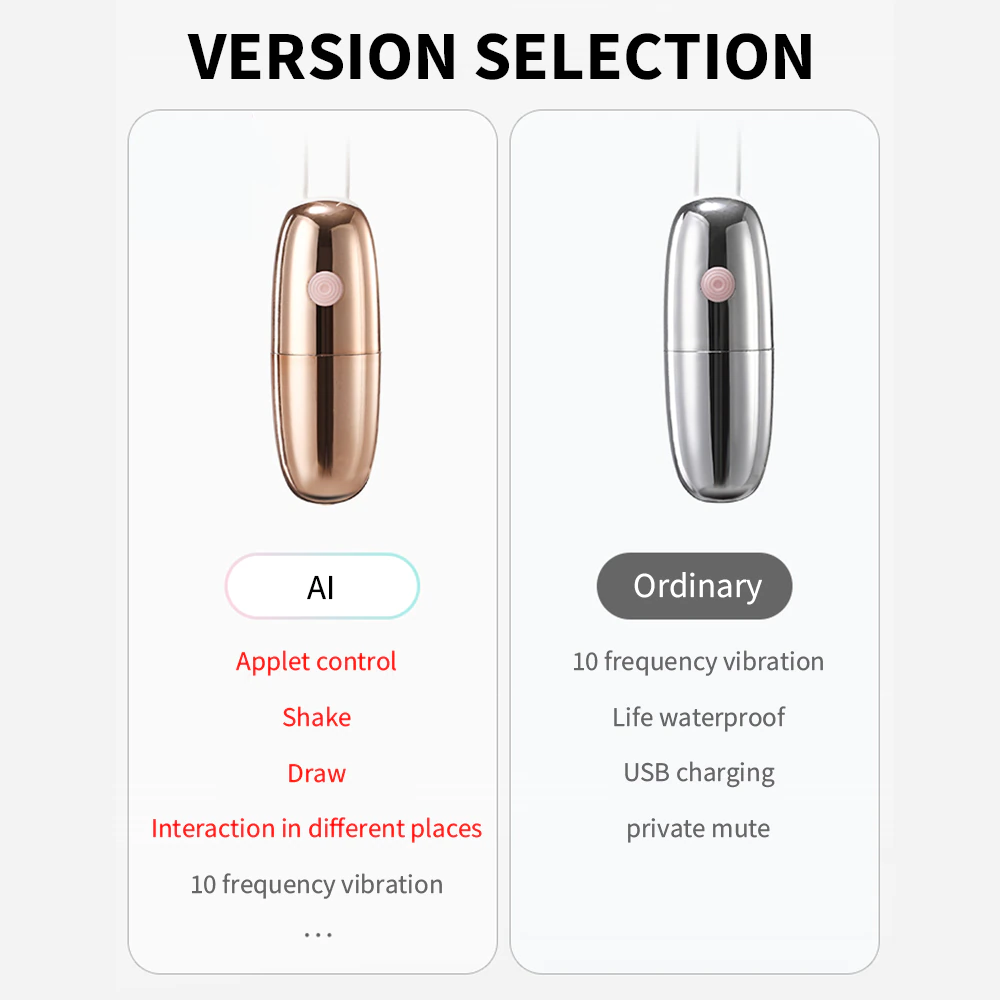 VERSION SELECTION
AI
Applet control
Shake
Draw
Interaction in different places
10 frequency vibration
...
Ordinary
10 frequency vibration
Life waterproof
USB charging
private mute